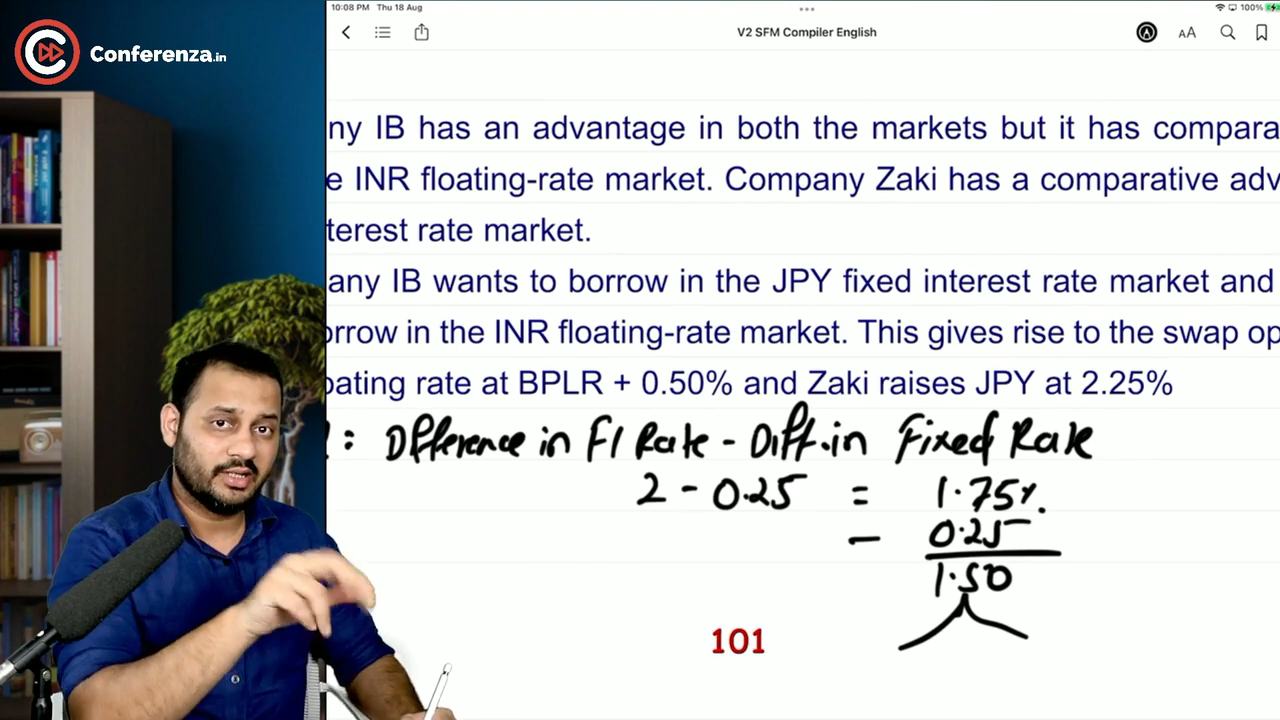 10:08 PM Thu 18 Aug
100%
Conferenza.in
V2 SFM Compiler English
AA
ny IB has an advantage in both the markets but it has compara
e INR floating-rate market. Company Zaki has a comparative adv
terest rate market.
any IB wants to borrow in the JPY fixed interest rate market and
orrow in the INR floating-rate market. This gives rise to the swap op
oating rate at BPLR + 0.50% and Zaki raises JPY at 2.25%
: Difference in Fl Rate - Diff. in Fixed Rate
2 - 0.25 = 1.75%.
- 0.25
1.50
101